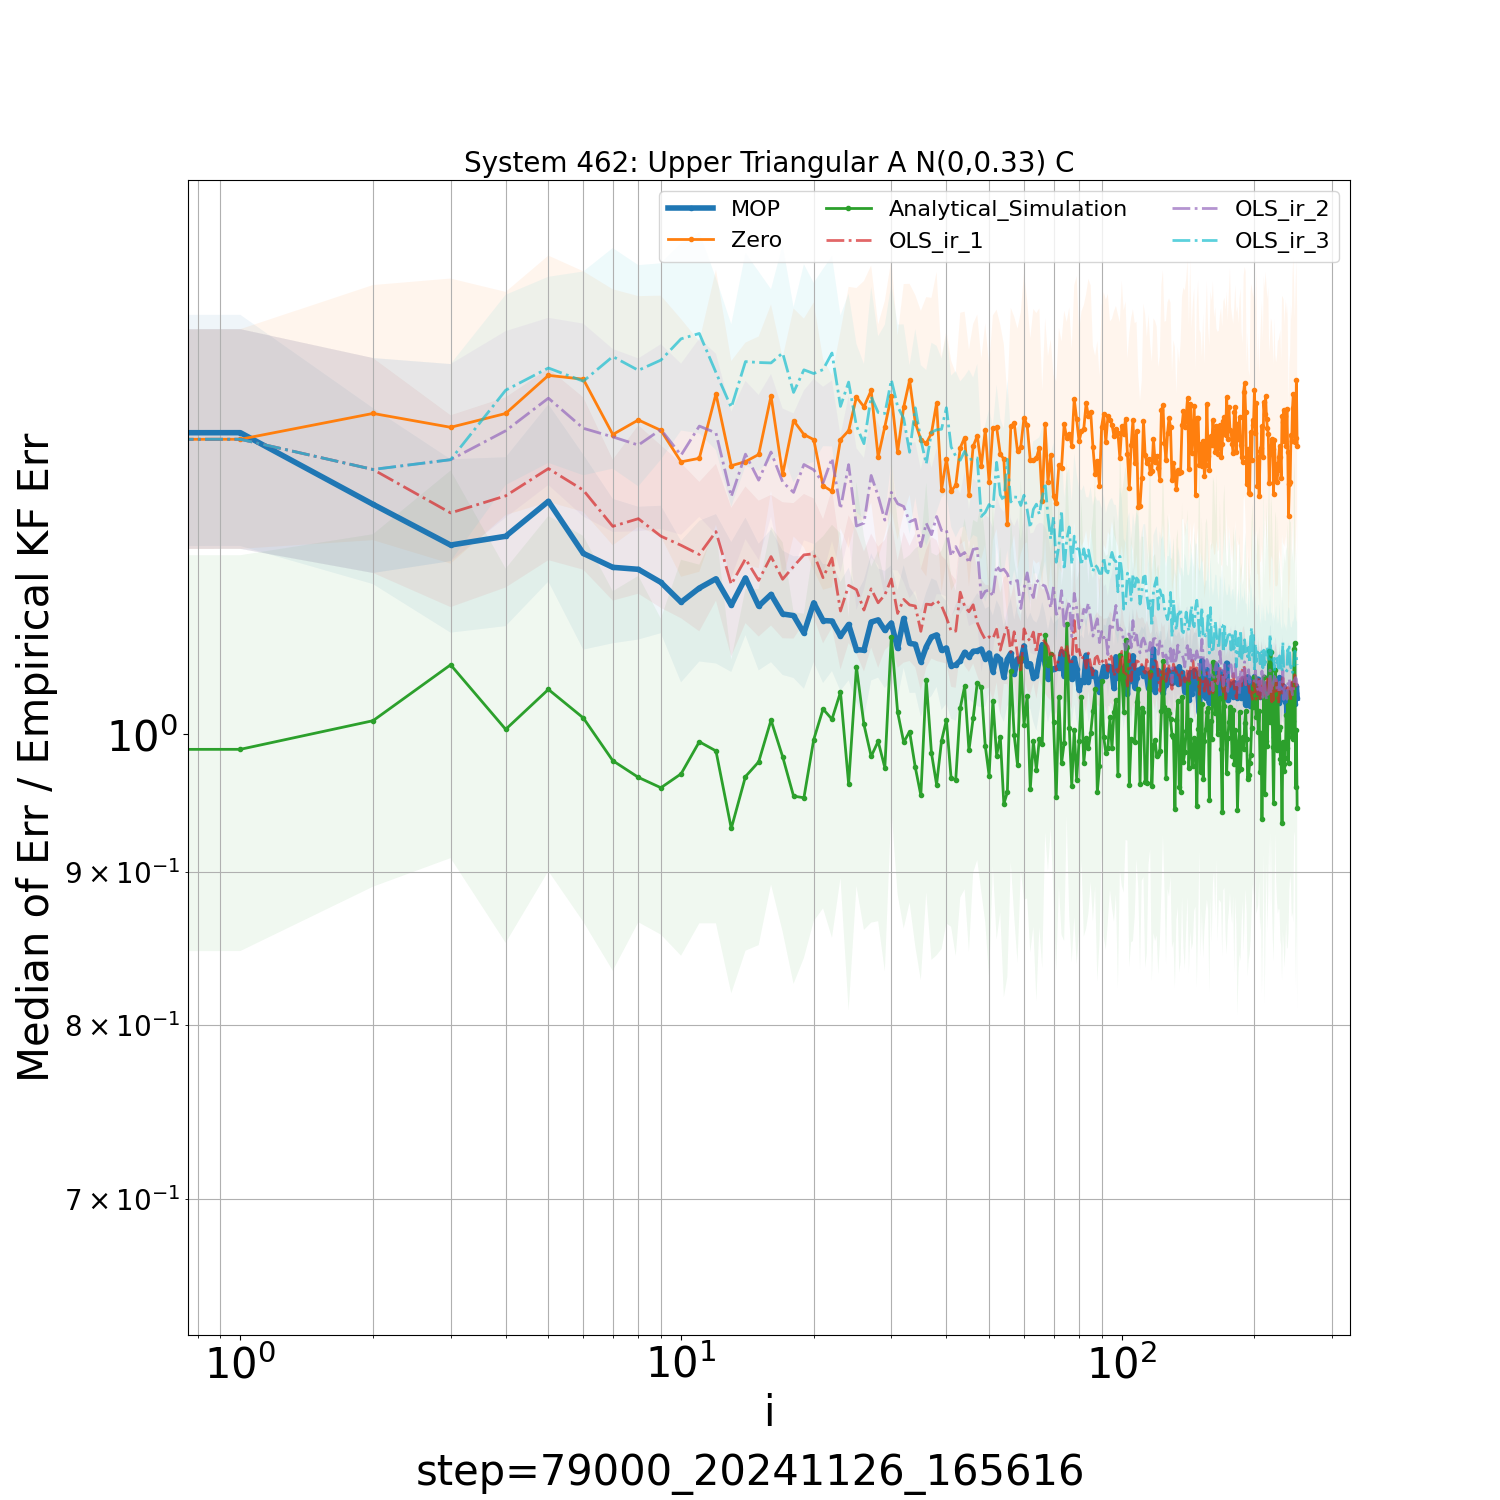 System 462: Upper Triangular A N(0,0.33) C
MOP
Zero
Analytical_Simulation
OLS_ir_1
OLS_ir_2
OLS_ir_3
Median of Err / Empirical KF Err
10⁰
9 × 10⁻¹
8 × 10⁻¹
7 × 10⁻¹
10⁰ 10¹ 10²
i
step=79000_20241126_165616